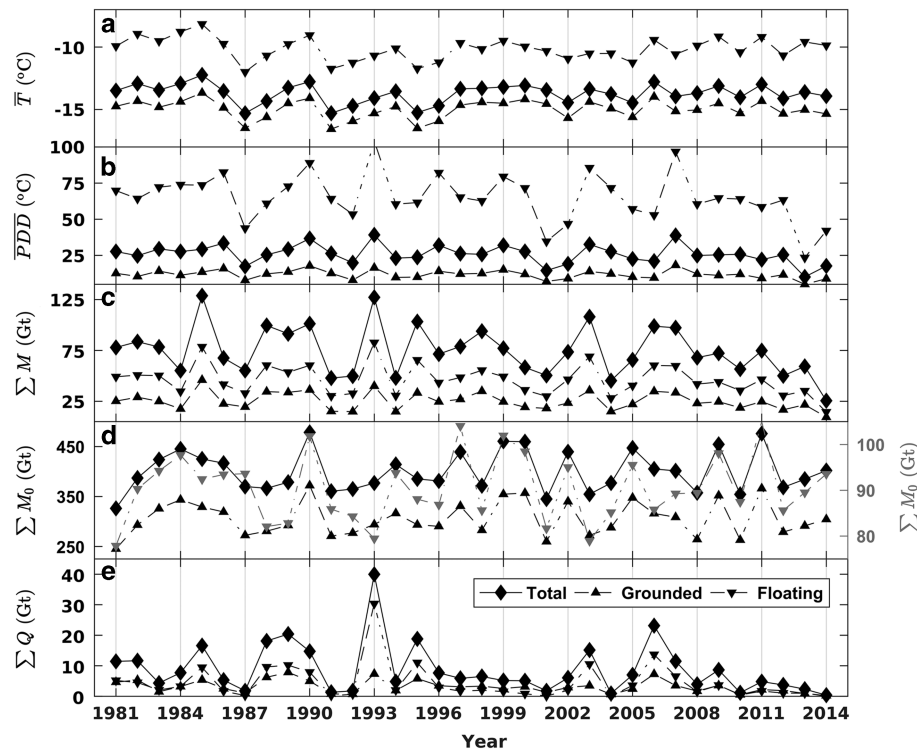 a
T̅ (°C)
-10
-15
b
P̅D̅D̅ (°C)
100
75
50
25
c
∑ M (Gt)
125
75
25
d
∑ M₀ (Gt)
450
350
250
100
90
80
∑ M₀ (Gt)
e
∑ Q (Gt)
40
30
20
10
0
Total Grounded Floating
1981 1984 1987 1990 1993 1996 1999 2002 2005 2008 2011 2014
Year